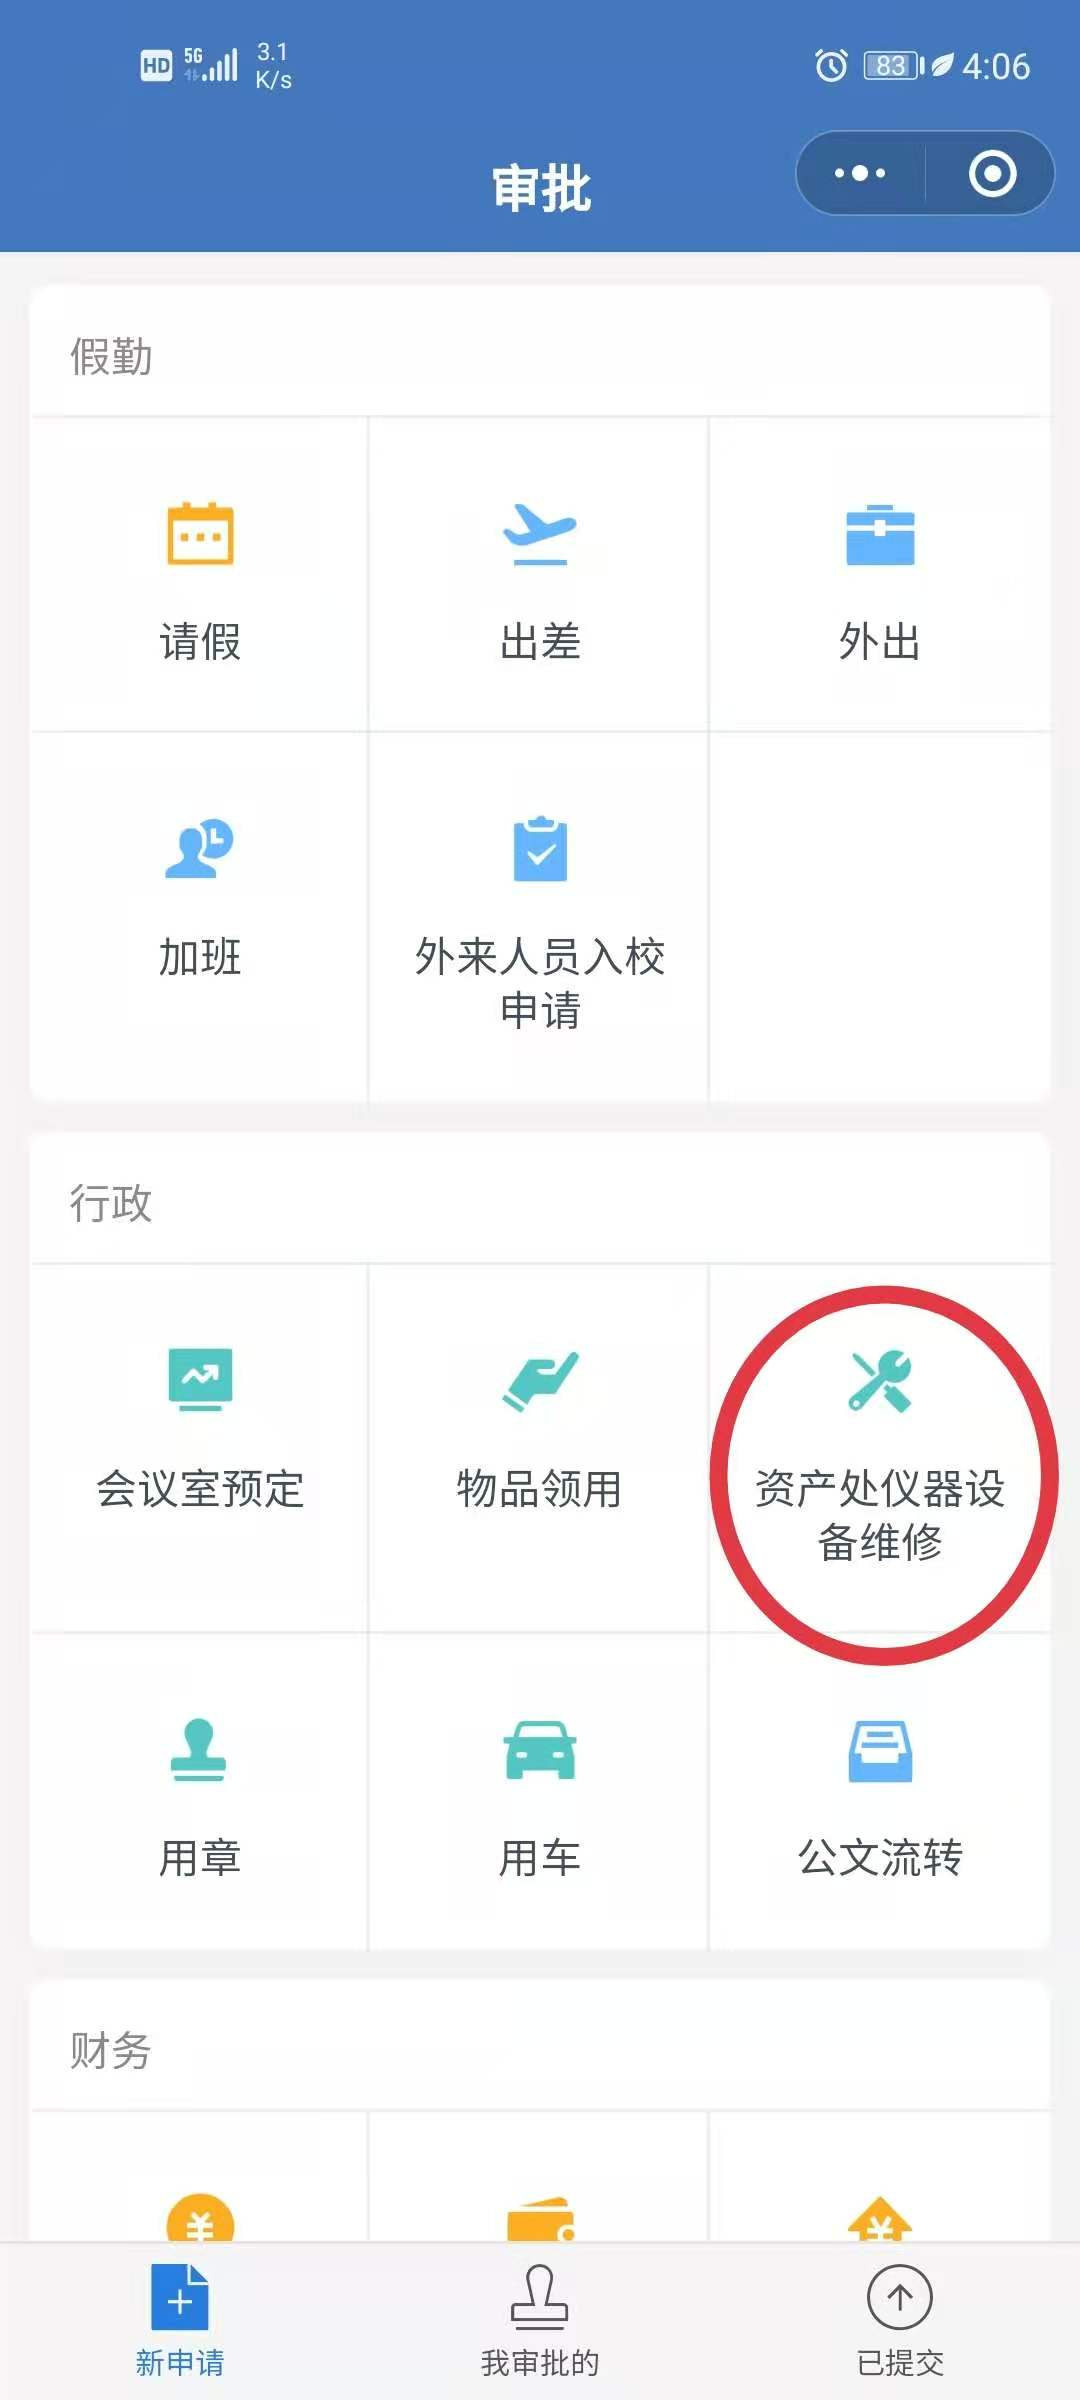 HD 5G 3.1 K/s 83 4:06
审批
假勤
请假 出差 外出
加班 外来人员入校
申请
行政
会议室预定 物品领用 资产处仪器设
备维修
用章 用车 公文流转
财务
¥ ¥
新申请 我审批的 已提交